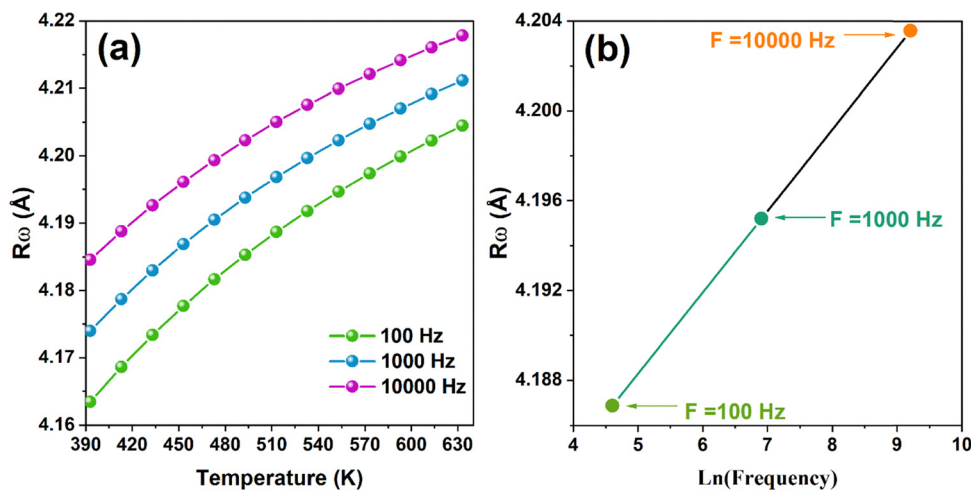 (a)
4.22
4.21
4.20
4.19
4.18
4.17
4.16
Rω (Å)
100 Hz
1000 Hz
10000 Hz
390 420 450 480 510 540 570 600 630
Temperature (K)
(b)
4.204
4.200
4.196
4.192
4.188
Rω (Å)
F =10000 Hz
F =1000 Hz
F =100 Hz
4 5 6 7 8 9 10
Ln(Frequency)